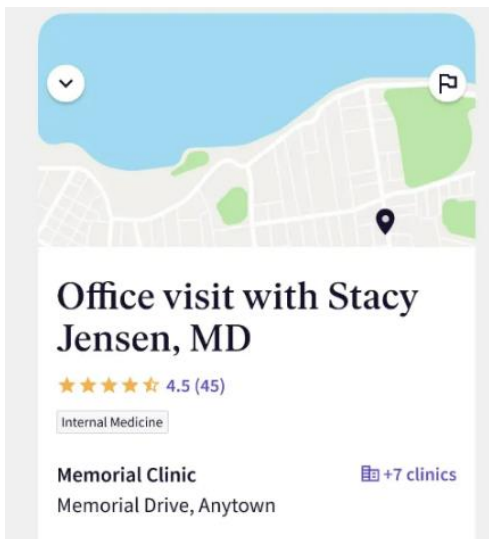 Office visit with Stacy
Jensen, MD
4.5 (45)
Internal Medicine
Memorial Clinic
+7 clinics
Memorial Drive, Anytown